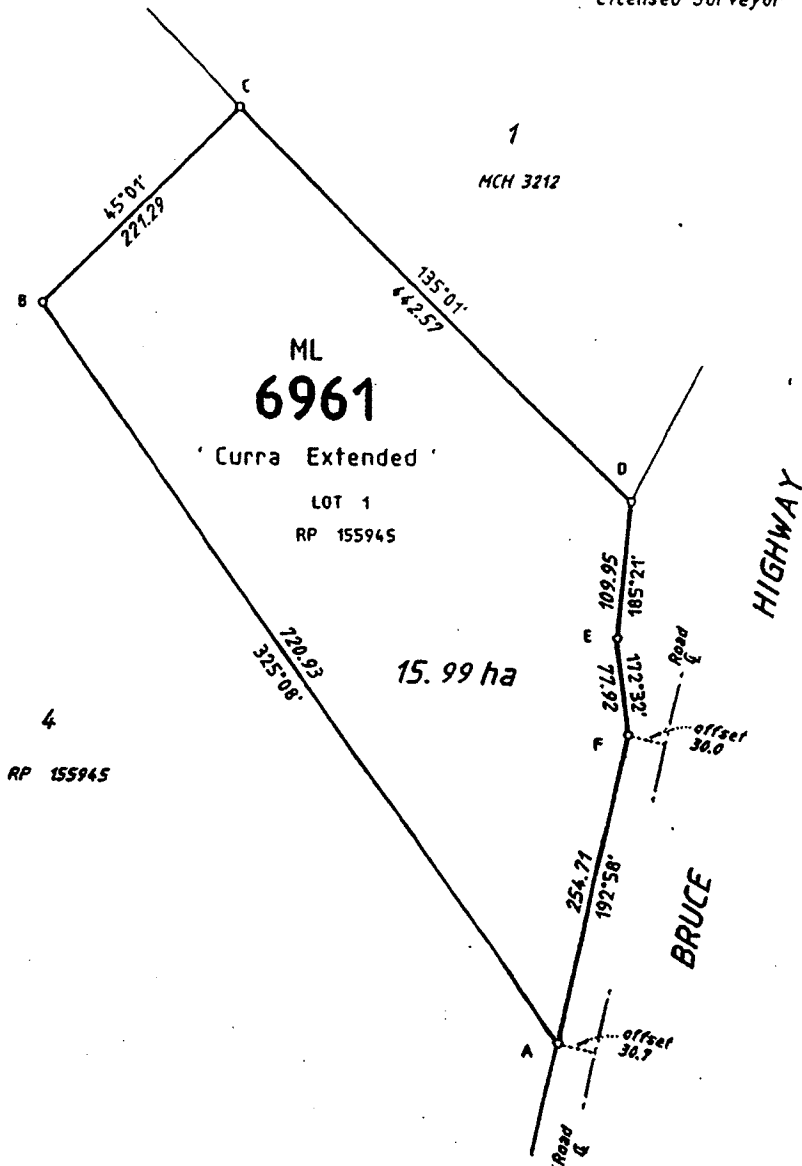 Licensed Surveyor
C
1
MCH 3212
45°01'
221.29
B
135°01'
442.57
ML
6961
' Curra Extended '
LOT 1
RP 155945
D
HIGHWAY
109.95
185°21'
E
Road
℄
720.93
325°08'
15.99 ha
172°32'
77.92
4
RP 155945
F
offset
30.0
254.71
192°58'
BRUCE
A
offset
30.9
Road
℄